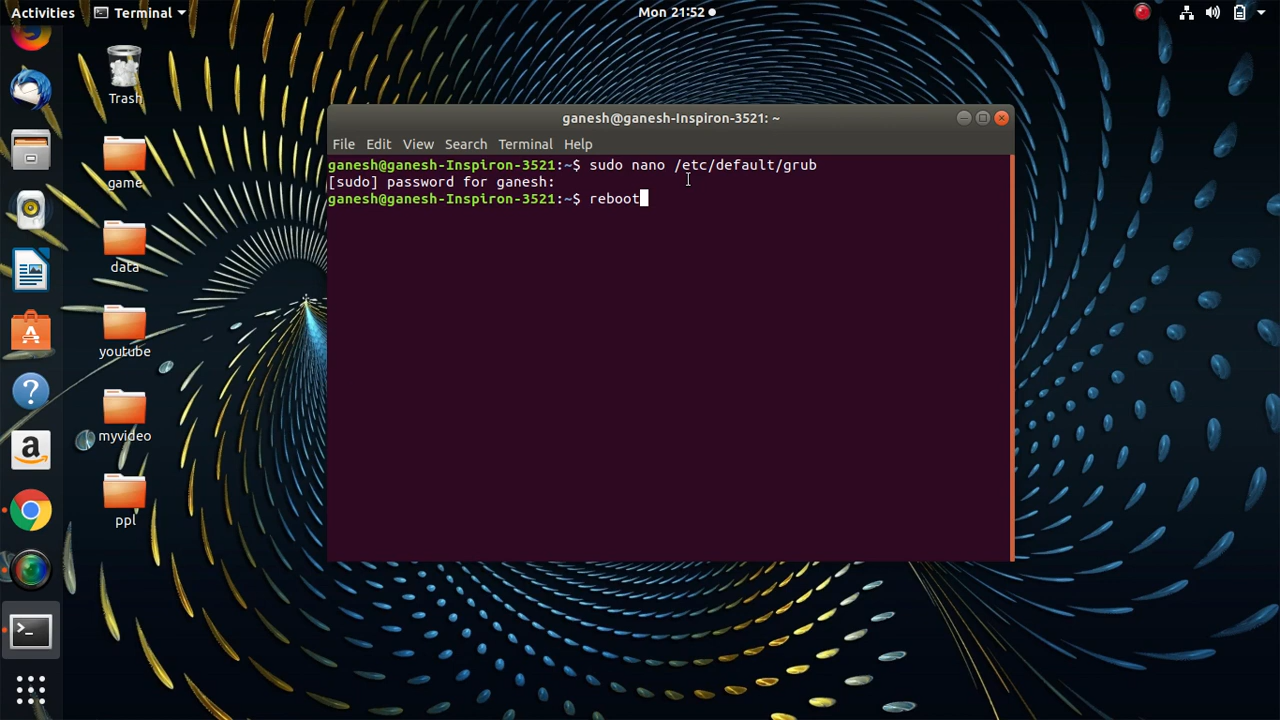 Activities
Terminal
Mon 21:52
Trash
game
data
youtube
myvideo
ppl
ganesh@ganesh-Inspiron-3521: ~
File Edit View Search Terminal Help
ganesh@ganesh-Inspiron-3521:~$ sudo nano /etc/default/grub
[sudo] password for ganesh:
ganesh@ganesh-Inspiron-3521:~$ reboot